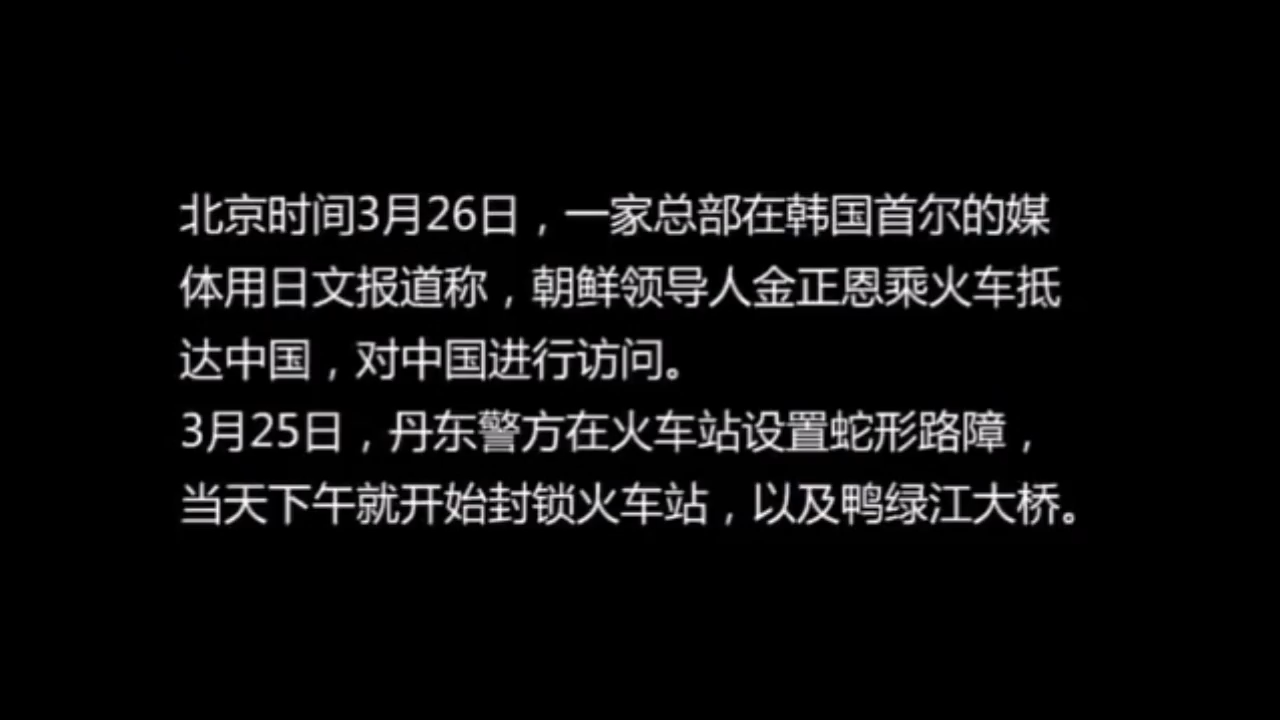 北京时间3月26日，一家总部在韩国首尔的媒
体用日文报道称，朝鲜领导人金正恩乘火车抵
达中国，对中国进行访问。
3月25日，丹东警方在火车站设置蛇形路障，
当天下午就开始封锁火车站，以及鸭绿江大桥。